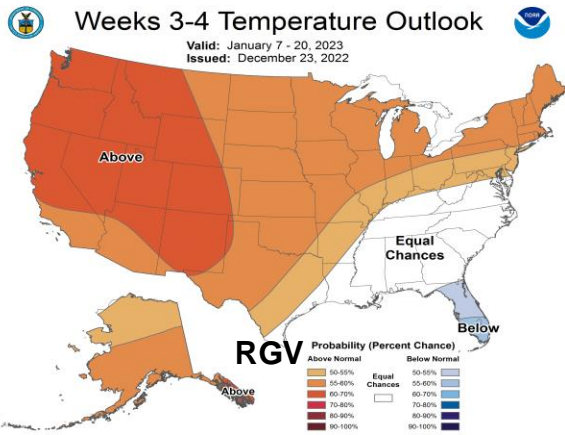 Weeks 3-4 Temperature Outlook
Valid: January 7 - 20, 2023
Issued: December 23, 2022
NOAA
Above
Equal
Chances
Below
Above
RGV
Probability (Percent Chance)
Above Normal
Below Normal
50-55%
55-60%
60-70%
70-80%
80-90%
90-100%
Equal
Chances
50-55%
55-60%
60-70%
70-80%
80-90%
90-100%